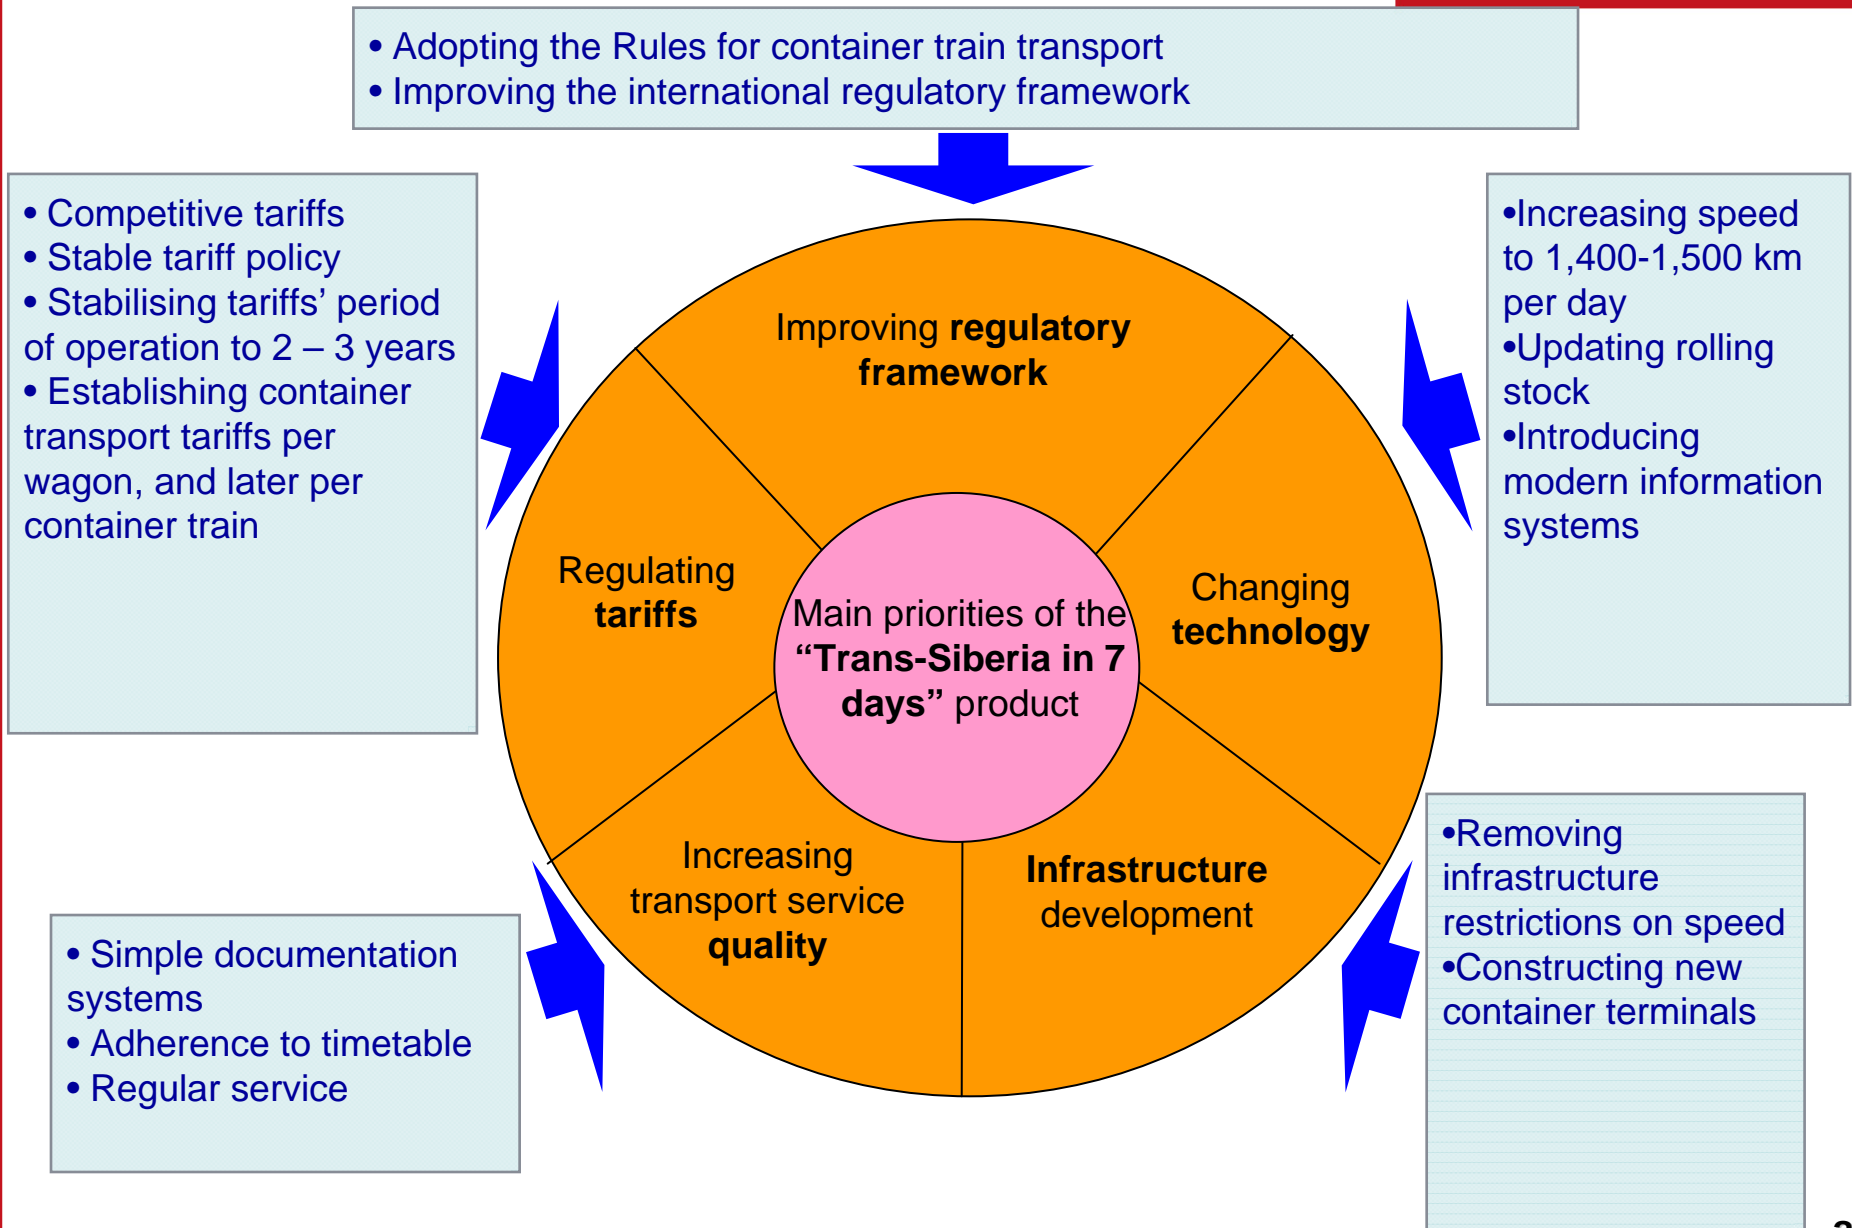 • Adopting the Rules for container train transport
• Improving the international regulatory framework
• Competitive tariffs
• Stable tariff policy
• Stabilising tariffs’ period
of operation to 2 – 3 years
• Establishing container
transport tariffs per
wagon, and later per
container train
•Increasing speed
to 1,400-1,500 km
per day
•Updating rolling
stock
•Introducing
modern information
systems
Improving regulatory
framework
Regulating
tariffs
Changing
technology
Main priorities of the
“Trans-Siberia in 7
days” product
Increasing
transport service
quality
Infrastructure
development
• Simple documentation
systems
• Adherence to timetable
• Regular service
•Removing
infrastructure
restrictions on speed
•Constructing new
container terminals